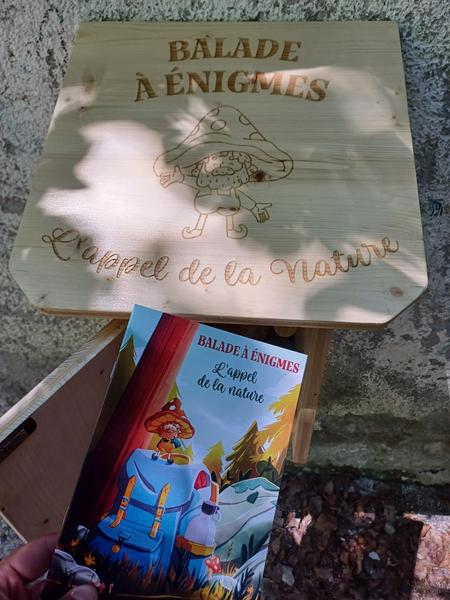 BALADE
À ÉNIGMES
L'appel de la Nature
BALADE À ÉNIGMES
L'appel
de la nature